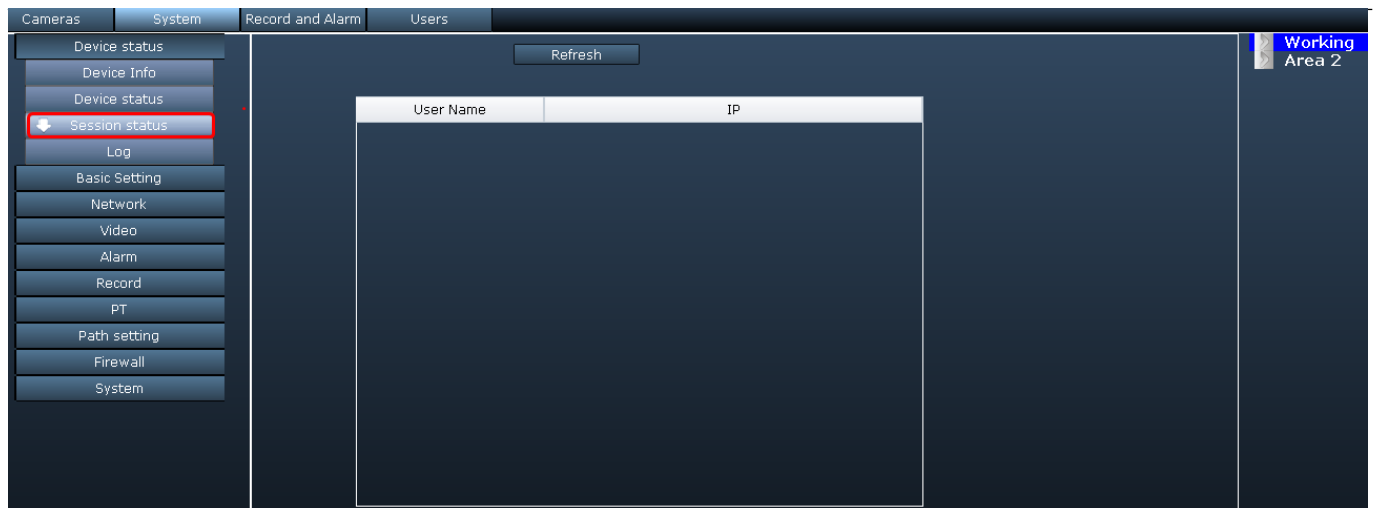 Cameras System Record and Alarm Users
Device status
Device Info
Device status
Session status
Log
Basic Setting
Network
Video
Alarm
Record
PT
Path setting
Firewall
System
Refresh
User Name IP
Working
Area 2